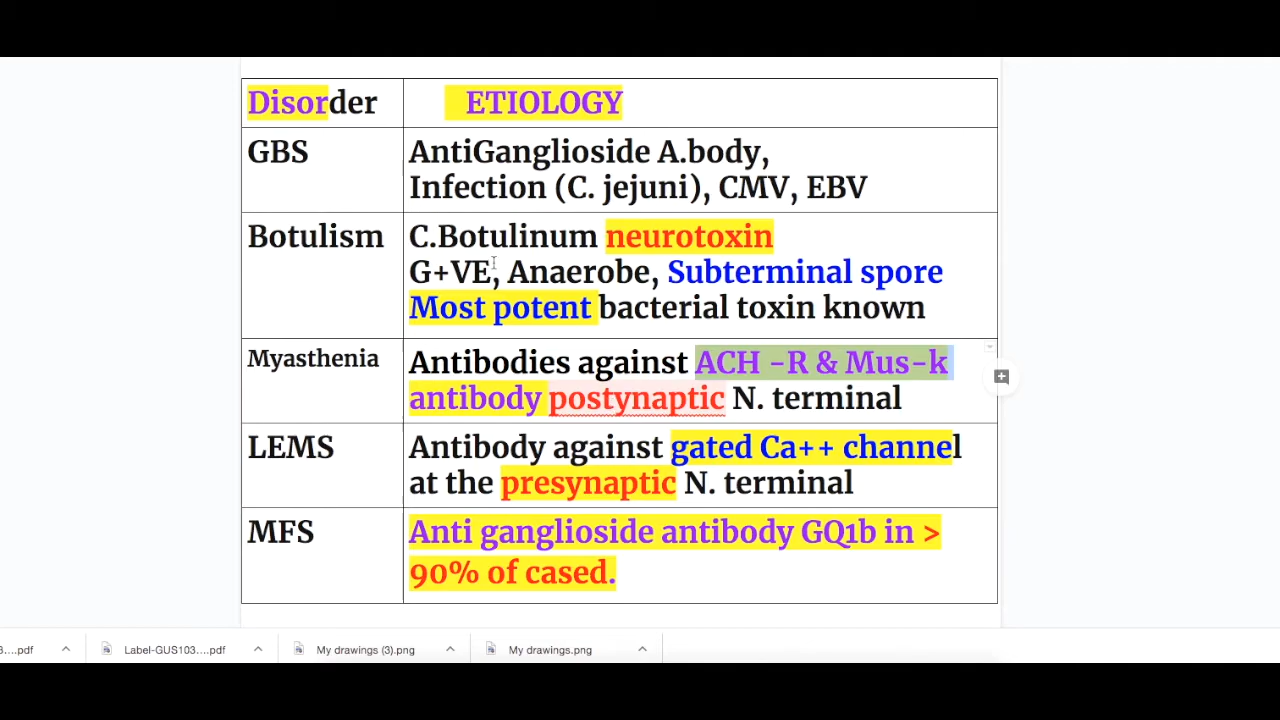 Disorder ETIOLOGY
GBS AntiGanglioside A.body,
Infection (C. jejuni), CMV, EBV
Botulism C.Botulinum neurotoxin
G+VE, Anaerobe, Subterminal spore
Most potent bacterial toxin known
Myasthenia Antibodies against ACH -R & Mus-k
antibody postynaptic N. terminal
LEMS Antibody against gated Ca++ channel
at the presynaptic N. terminal
MFS Anti ganglioside antibody GQ1b in >
90% of cased.
3....pdf Label-GUS103....pdf My drawings (3).png My drawings.png